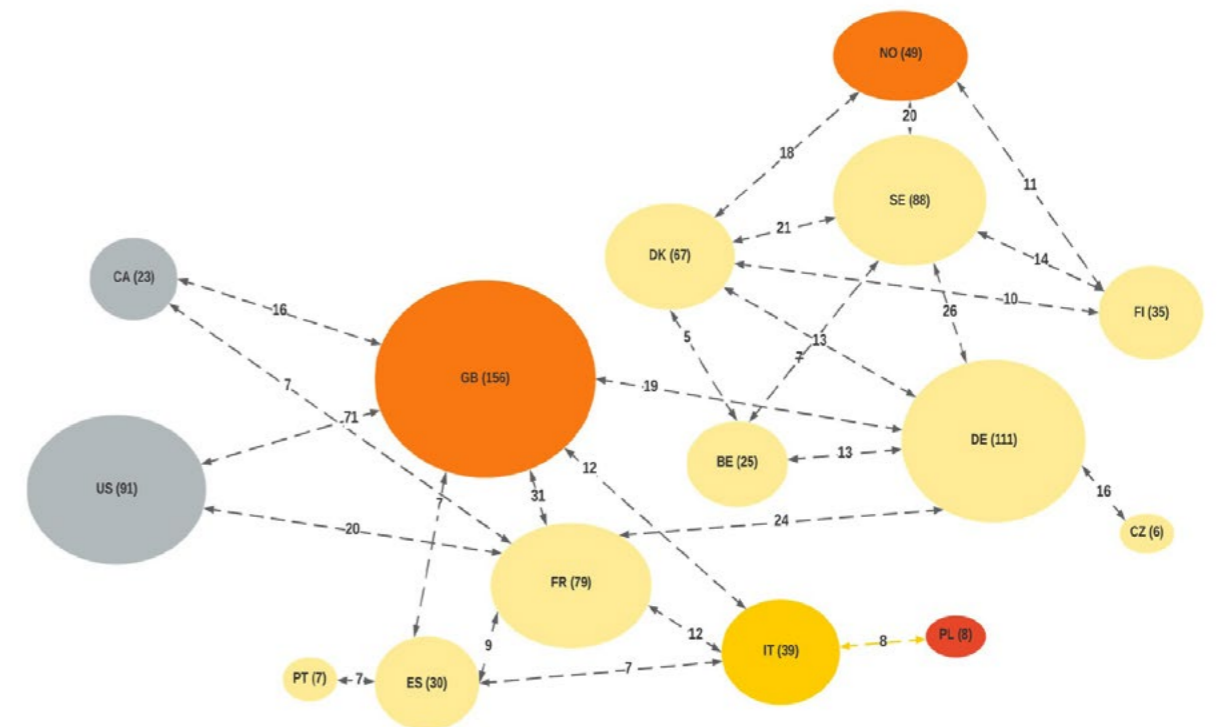 NO (49)
20
18
11
SE (88)
21
DK (67)
14
CA (23)
10
FI (35)
16
26
5
13
7
GB (156)
7
19
71
DE (111)
13
BE (25)
12
US (91)
31
16
7
24
20
CZ (6)
FR (79)
12
PL (8)
8
9
IT (39)
7
PT (7)
7
ES (30)